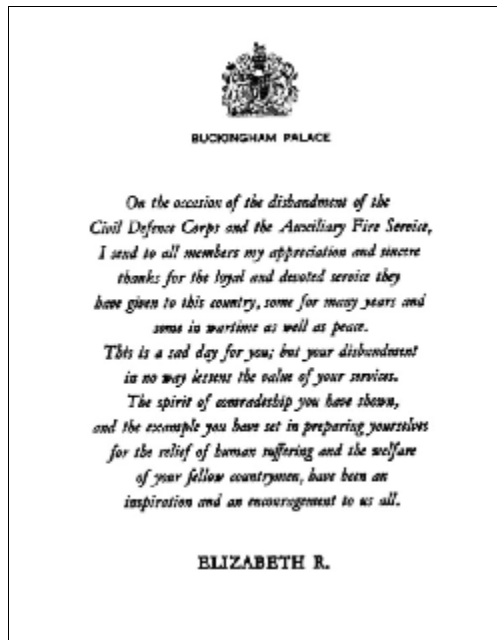 BUCKINGHAM PALACE
On the occasion of the disbandment of the
Civil Defence Corps and the Auxiliary Fire Service,
I send to all members my appreciation and sincere
thanks for the loyal and devoted service they
have given to this country, some for many years and
some in wartime as well as peace.
This is a sad day for you; but your disbandment
in no way lessens the value of your services.
The spirit of comradeship you have shown,
and the example you have set in preparing yourselves
for the relief of human suffering and the welfare
of your fellow countrymen, have been an
inspiration and an encouragement to us all.
ELIZABETH R.